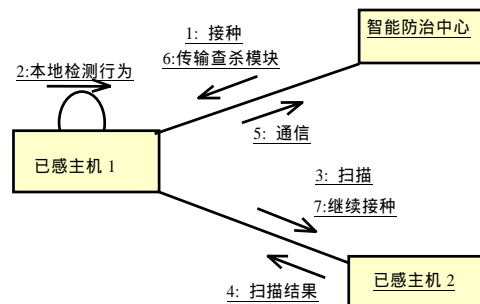 1: 接种
6:传输查杀模块
智能防治中心
2:本地检测行为
5: 通信
已感主机 1
3: 扫描
7:继续接种
4: 扫描结果
已感主机 2